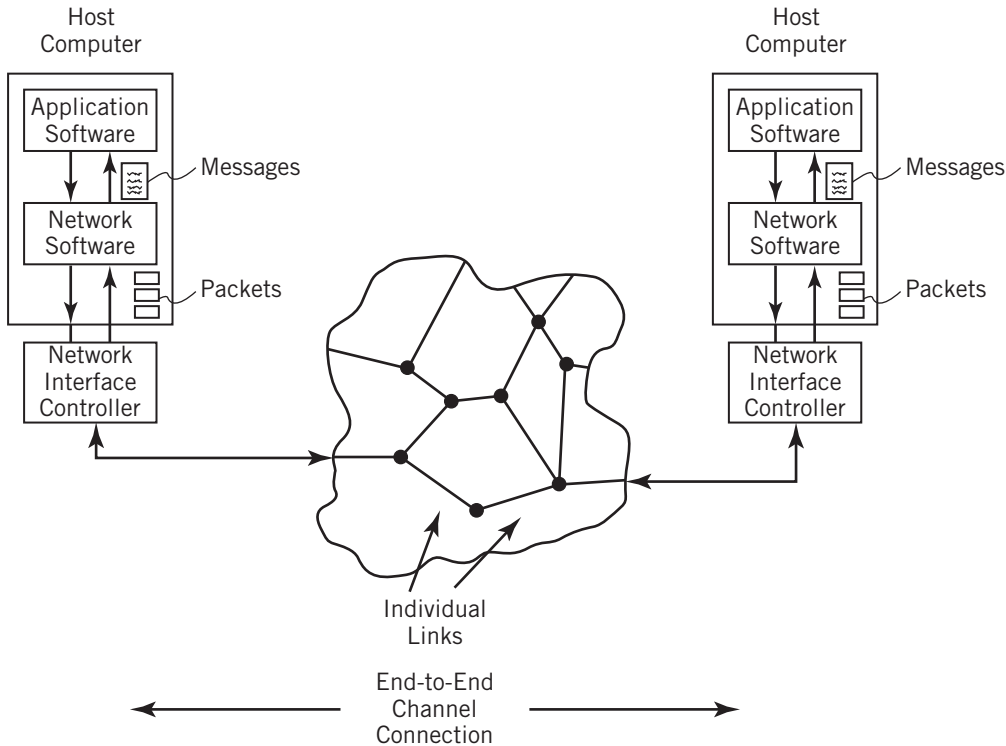 Host
Computer
Application
Software
Messages
Network
Software
Packets
Network
Interface
Controller
Host
Computer
Application
Software
Messages
Network
Software
Packets
Network
Interface
Controller
Individual
Links
End-to-End
Channel
Connection